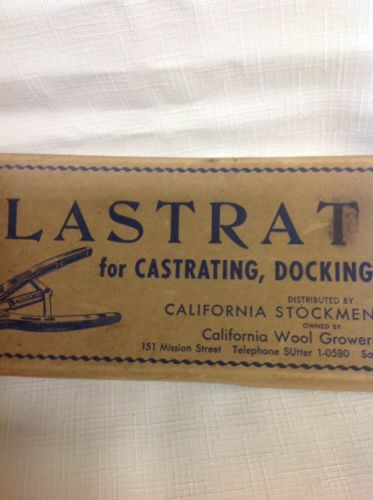 LASTRAT
for CASTRATING, DOCKING
DISTRIBUTED BY
CALIFORNIA STOCKMEN
OWNED BY
California Wool Grower
151 Mission Street Telephone SUtter 1-0580 Sa